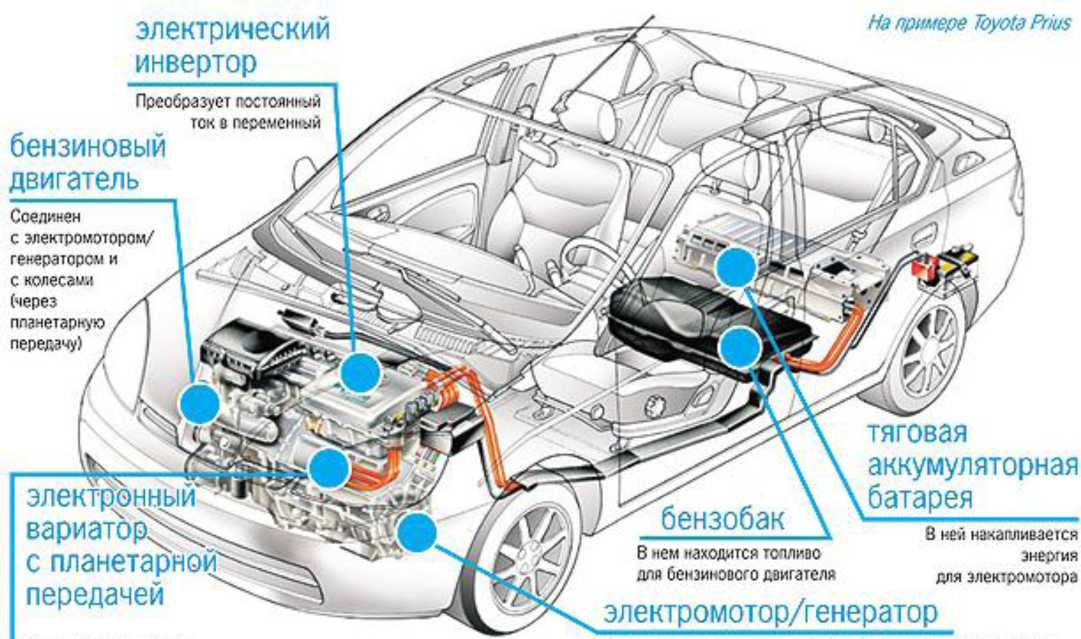 На примере Toyota Prius
электрический
инвертор
Преобразует постоянный
ток в переменный
бензиновый
двигатель
Соединен
с электромотором/
генератором и
с колесами
(через
планетарную
передачу)
электронный
вариатор
с планетарной
передачей
тяговая
аккумуляторная
батарея
В ней накапливается
энергия
для электромотора
бензобак
В нем находится топливо
для бензинового двигателя
электромотор/генератор